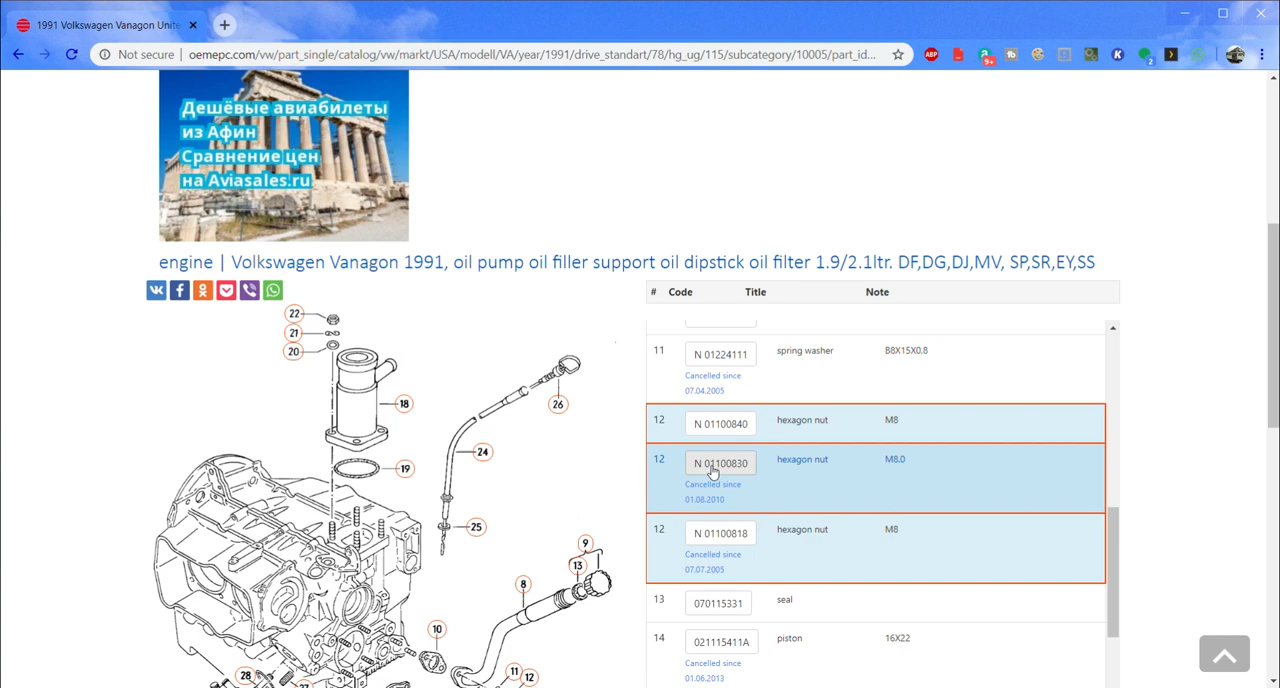 1991 Volkswagen Vanagon Unite
Not secure
oemepc.com/vw/part_single/catalog/vw/markt/USA/modell/VA/year/1991/drive_standart/78/hg_ug/115/subcategory/10005/part_id...
ABP
9+
tb
K
2
Дешёвые авиабилеты
из Афин
Сравнение цен
на Aviasales.ru
engine | Volkswagen Vanagon 1991, oil pump oil filler support oil dipstick oil filter 1.9/2.1ltr. DF,DG,DJ,MV, SP,SR,EY,SS
# Code Title Note
11 N 01224111 spring washer B8X15X0.8
Cancelled since
07.04.2005
12 N 01100840 hexagon nut M8
12 N 01100830 hexagon nut M8.0
Cancelled since
01.08.2010
12 N 01100818 hexagon nut M8
Cancelled since
07.07.2005
13 070115331 seal
14 021115411A piston 16X22
Cancelled since
01.06.2013
22
21
20
18
26
19
24
25
9
13
8
10
11
12
28
27